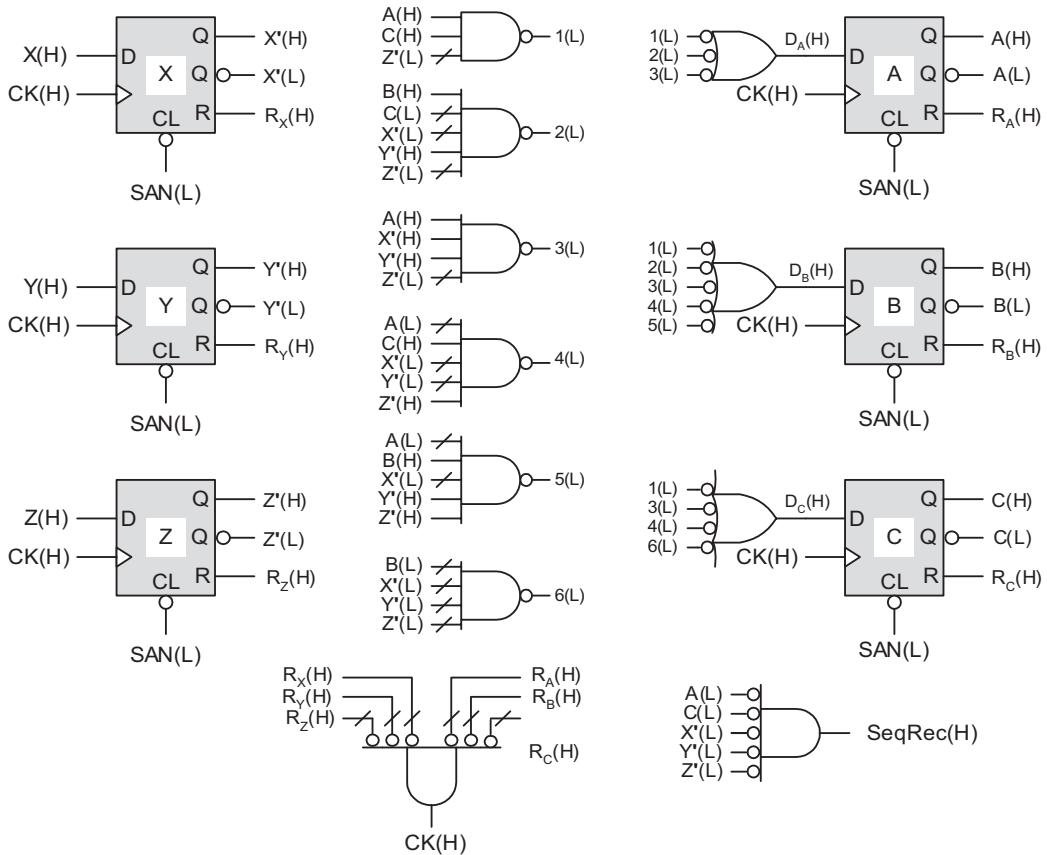 X(H)
CK(H)
D
X
Q
Q
R
CL
X'(H)
X'(L)
R_X(H)
SAN(L)
Y(H)
CK(H)
D
Y
Q
Q
R
CL
Y'(H)
Y'(L)
R_Y(H)
SAN(L)
Z(H)
CK(H)
D
Z
Q
Q
R
CL
Z'(H)
Z'(L)
R_Z(H)
SAN(L)
A(H)
C(H)
Z'(L)
1(L)
B(H)
C(L)
X'(L)
Y'(H)
Z'(L)
2(L)
A(H)
X'(H)
Y'(H)
Z'(L)
3(L)
A(L)
C(H)
X'(L)
Y'(L)
Z'(H)
4(L)
A(L)
B(H)
X'(L)
Y'(H)
Z'(H)
5(L)
B(L)
X'(L)
Y'(L)
Z'(L)
6(L)
1(L)
2(L)
3(L)
D_A(H)
CK(H)
D
A
Q
Q
R
CL
A(H)
A(L)
R_A(H)
SAN(L)
1(L)
2(L)
3(L)
4(L)
5(L)
D_B(H)
CK(H)
D
B
Q
Q
R
CL
B(H)
B(L)
R_B(H)
SAN(L)
1(L)
3(L)
4(L)
6(L)
D_C(H)
CK(H)
D
C
Q
Q
R
CL
C(H)
C(L)
R_C(H)
SAN(L)
R_X(H)
R_Y(H)
R_Z(H)
R_A(H)
R_B(H)
R_C(H)
CK(H)
A(L)
C(L)
X'(L)
Y'(L)
Z'(L)
SeqRec(H)